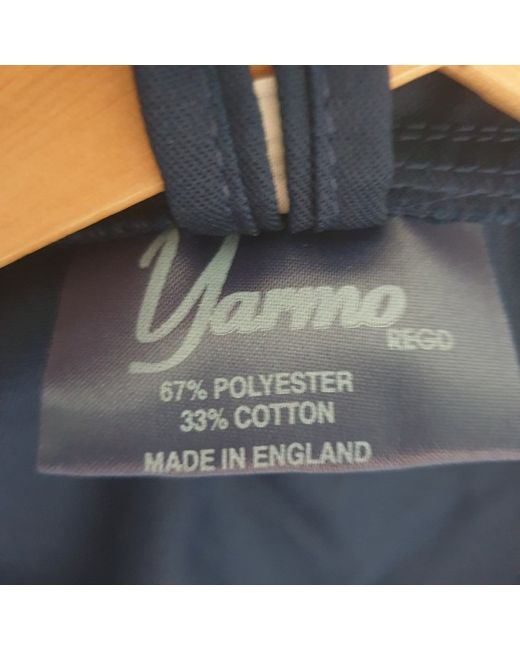 Yarmo
REGD
67% POLYESTER
33% COTTON
MADE IN ENGLAND